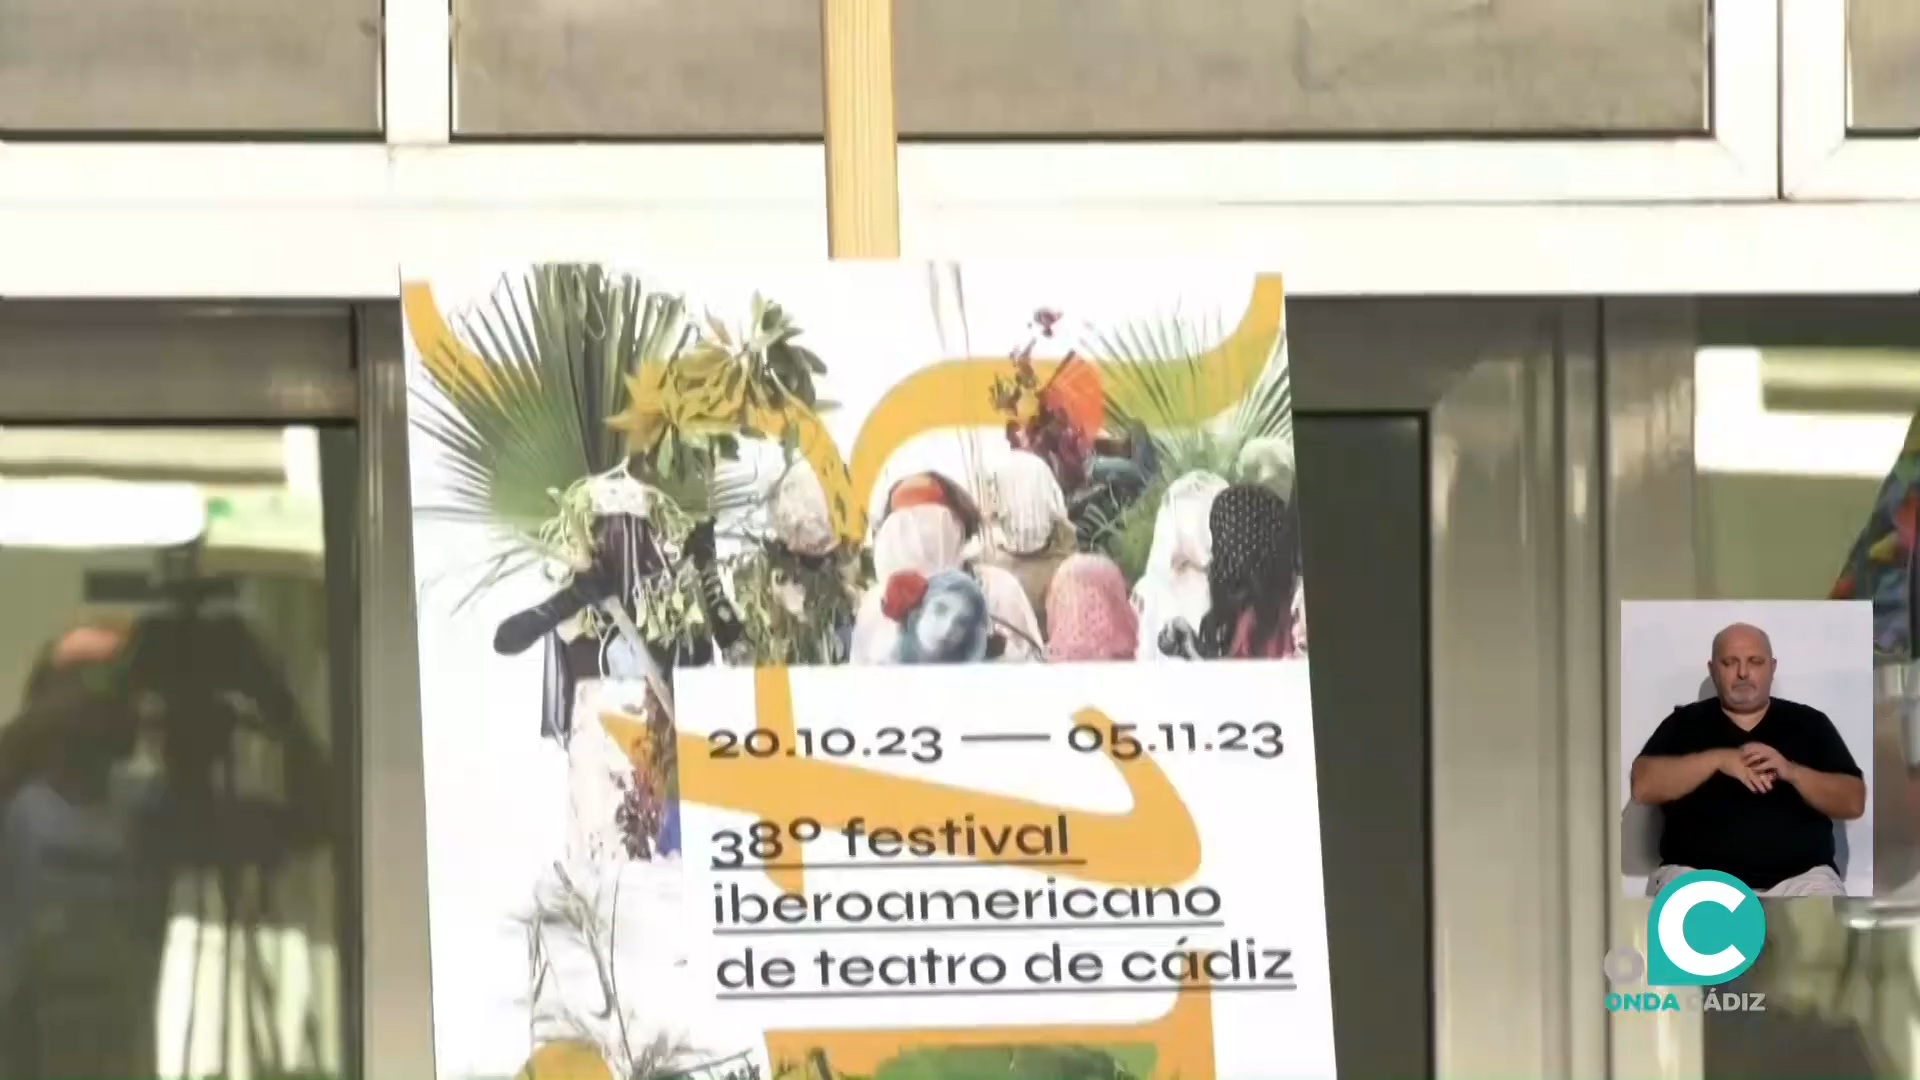 20.10.23 — 05.11.23
38º festival
iberoamericano
de teatro de cádiz
C
ONDA CÁDIZ